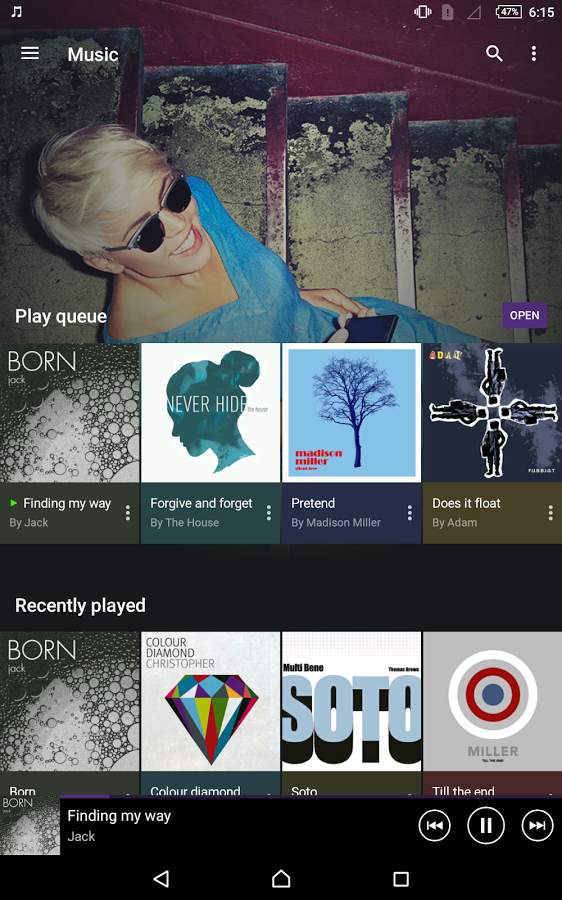 47%
6:15
Music
Play queue
OPEN
BORN
jack
NEVER HIDE the house
madison
miller
ADAM
F.U.B.B.I.G.T
Finding my way
By Jack
Forgive and forget
By The House
Pretend
By Madison Miller
Does it float
By Adam
Recently played
BORN
jack
COLOUR
DIAMOND
CHRISTOPHER
Multi Bene
Thomas Brown
SOTO
MILLER
TILL THE END
Born
Colour diamond
Soto
Till the end
BORN
jack
Finding my way
Jack